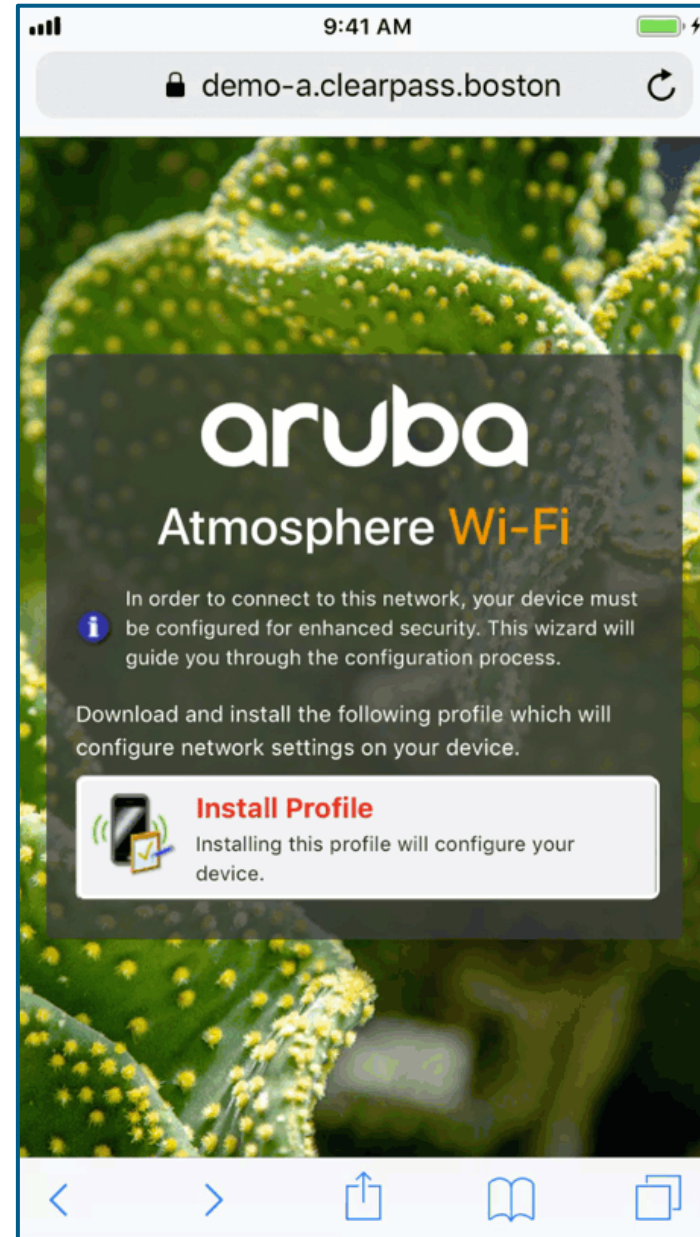 9:41 AM
demo-a.clearpass.boston
aruba
Atmosphere Wi-Fi
In order to connect to this network, your device must
be configured for enhanced security. This wizard will
guide you through the configuration process.
Download and install the following profile which will
configure network settings on your device.
Install Profile
Installing this profile will configure your
device.